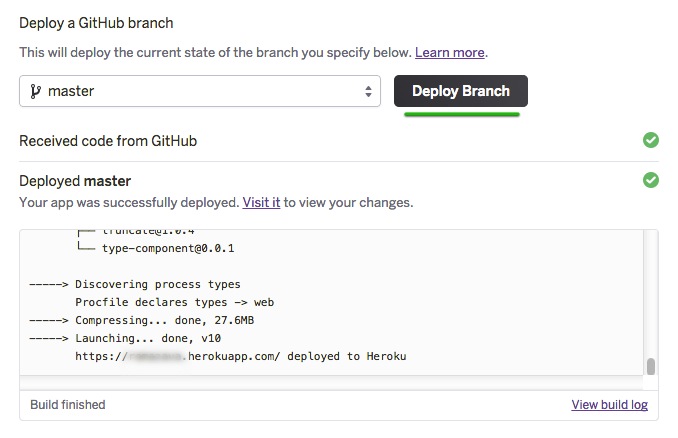 Deploy a GitHub branch
This will deploy the current state of the branch you specify below. Learn more.
master
Deploy Branch
Received code from GitHub
Deployed master
Your app was successfully deployed. Visit it to view your changes.
├── truncate@1.0.4
└── type-component@0.0.1
-----> Discovering process types
Procfile declares types -> web
-----> Compressing... done, 27.6MB
-----> Launching... done, v10
https:// .herokuapp.com/ deployed to Heroku
Build finished
View build log